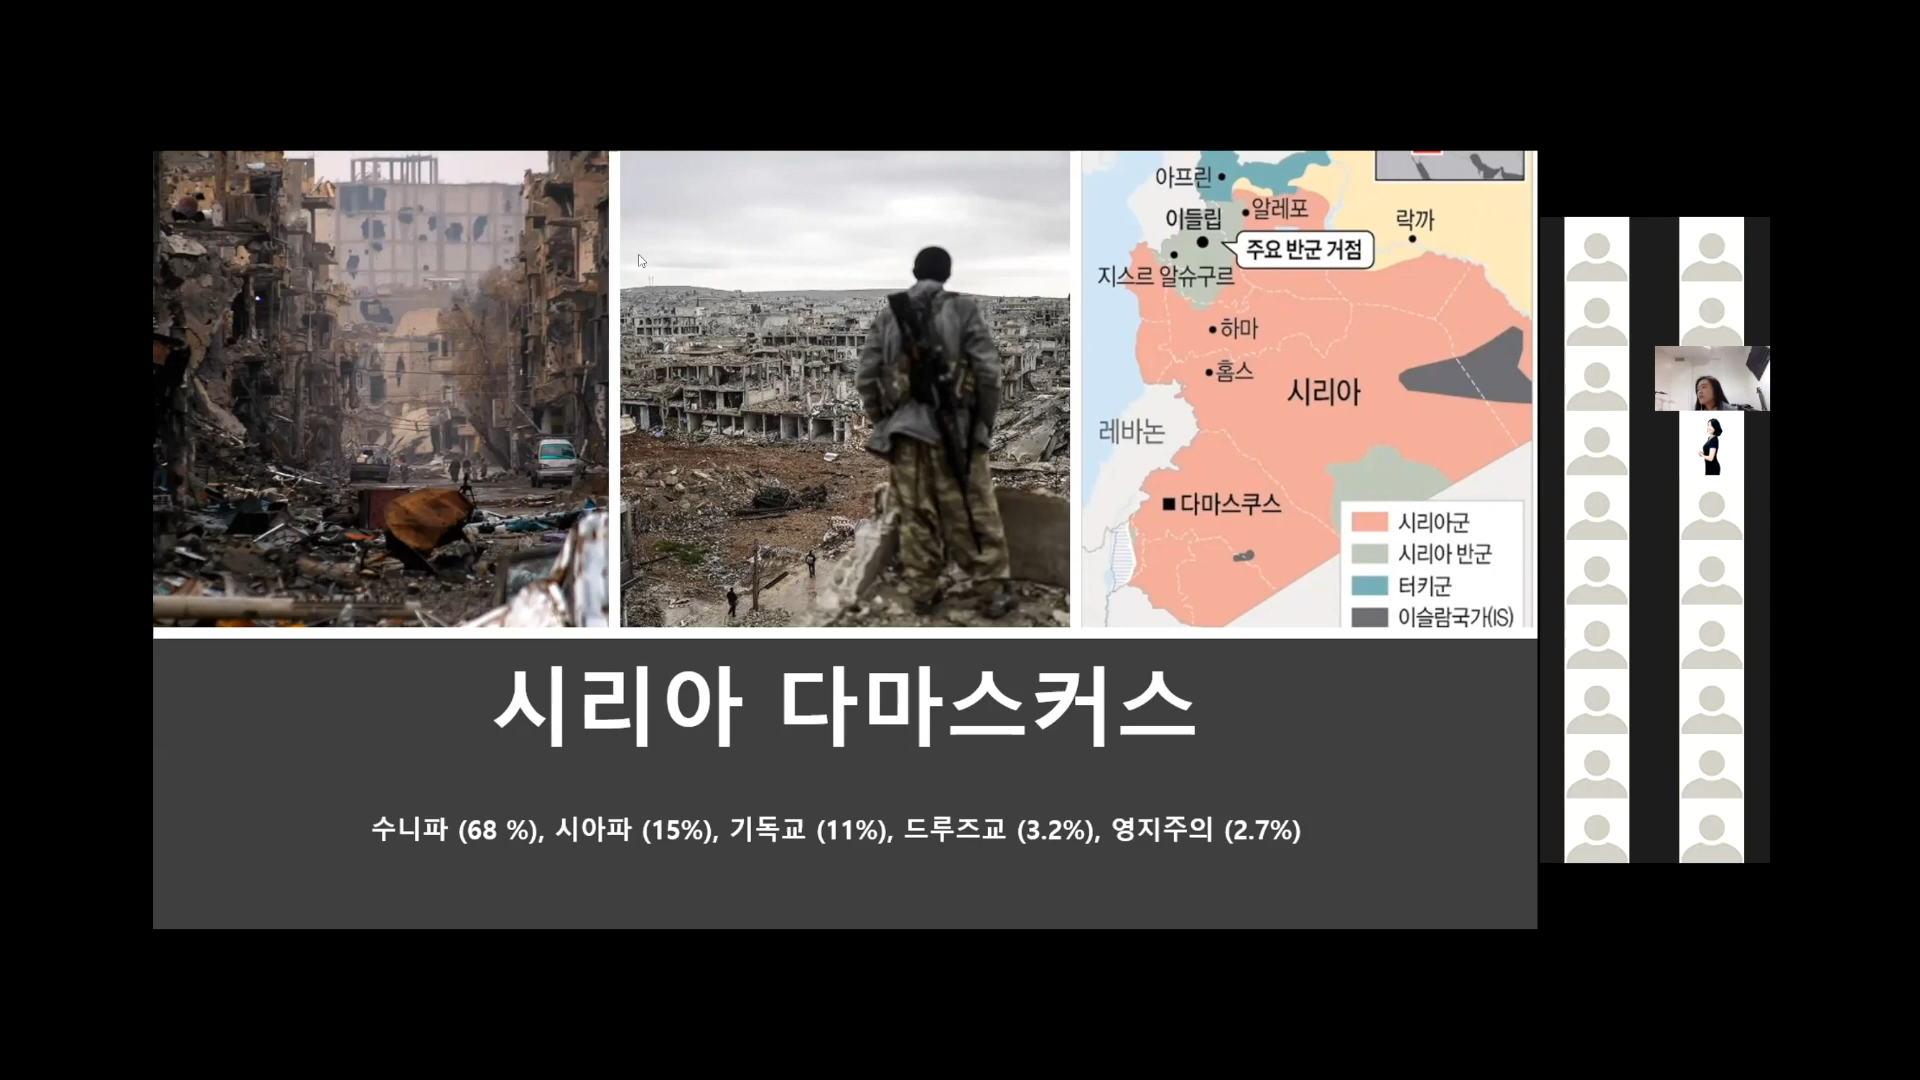 아프린
이들립
알레포
락까
주요 반군 거점
지스르 알슈구르
하마
홈스
시리아
레바논
다마스쿠스
시리아군
시리아 반군
터키군
이슬람국가(IS)
시리아 다마스커스
수니파 (68 %), 시아파 (15%), 기독교 (11%), 드루즈교 (3.2%), 영지주의 (2.7%)